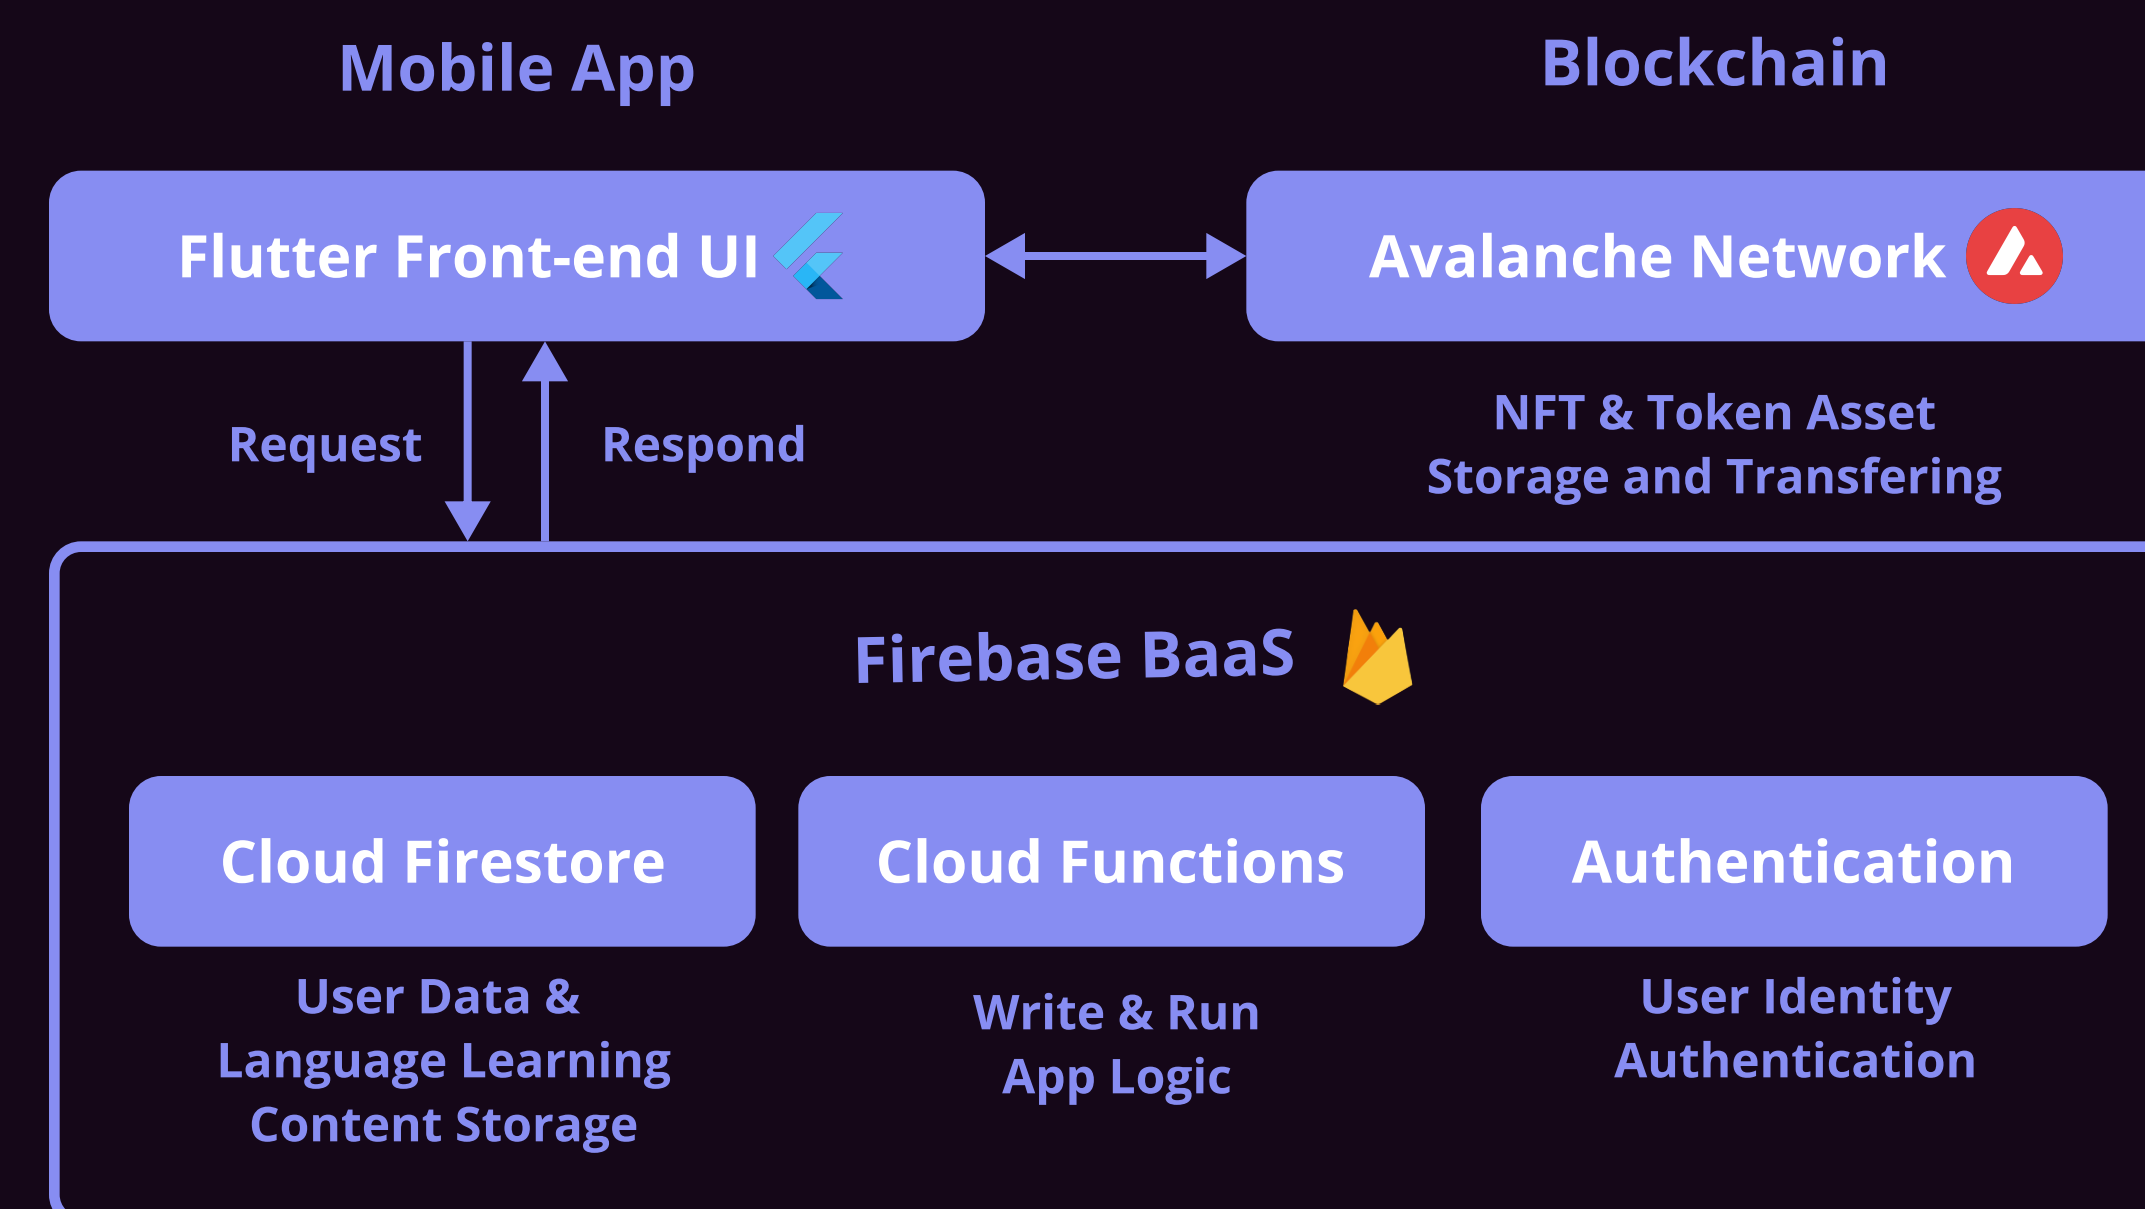 Mobile App
Blockchain
Flutter Front-end UI
Avalanche Network
Request
Respond
NFT & Token Asset
Storage and Transfering
Firebase BaaS
Cloud Firestore
Cloud Functions
Authentication
User Data &
Language Learning
Content Storage
Write & Run
App Logic
User Identity
Authentication